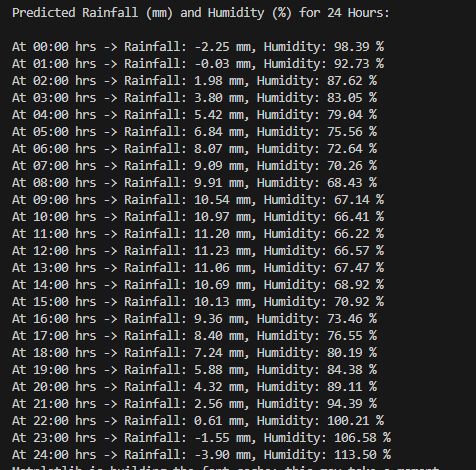 Predicted Rainfall (mm) and Humidity (%) for 24 Hours:
At 00:00 hrs -> Rainfall: -2.25 mm, Humidity: 98.39 %
At 01:00 hrs -> Rainfall: -0.03 mm, Humidity: 92.73 %
At 02:00 hrs -> Rainfall: 1.98 mm, Humidity: 87.62 %
At 03:00 hrs -> Rainfall: 3.80 mm, Humidity: 83.05 %
At 04:00 hrs -> Rainfall: 5.42 mm, Humidity: 79.04 %
At 05:00 hrs -> Rainfall: 6.84 mm, Humidity: 75.56 %
At 06:00 hrs -> Rainfall: 8.07 mm, Humidity: 72.64 %
At 07:00 hrs -> Rainfall: 9.09 mm, Humidity: 70.26 %
At 08:00 hrs -> Rainfall: 9.91 mm, Humidity: 68.43 %
At 09:00 hrs -> Rainfall: 10.54 mm, Humidity: 67.14 %
At 10:00 hrs -> Rainfall: 10.97 mm, Humidity: 66.41 %
At 11:00 hrs -> Rainfall: 11.20 mm, Humidity: 66.22 %
At 12:00 hrs -> Rainfall: 11.23 mm, Humidity: 66.57 %
At 13:00 hrs -> Rainfall: 11.06 mm, Humidity: 67.47 %
At 14:00 hrs -> Rainfall: 10.69 mm, Humidity: 68.92 %
At 15:00 hrs -> Rainfall: 10.13 mm, Humidity: 70.92 %
At 16:00 hrs -> Rainfall: 9.36 mm, Humidity: 73.46 %
At 17:00 hrs -> Rainfall: 8.40 mm, Humidity: 76.55 %
At 18:00 hrs -> Rainfall: 7.24 mm, Humidity: 80.19 %
At 19:00 hrs -> Rainfall: 5.88 mm, Humidity: 84.38 %
At 20:00 hrs -> Rainfall: 4.32 mm, Humidity: 89.11 %
At 21:00 hrs -> Rainfall: 2.56 mm, Humidity: 94.39 %
At 22:00 hrs -> Rainfall: 0.61 mm, Humidity: 100.21 %
At 23:00 hrs -> Rainfall: -1.55 mm, Humidity: 106.58 %
At 24:00 hrs -> Rainfall: -3.90 mm, Humidity: 113.50 %
Matplotlib is building the font cache; this may take a moment.